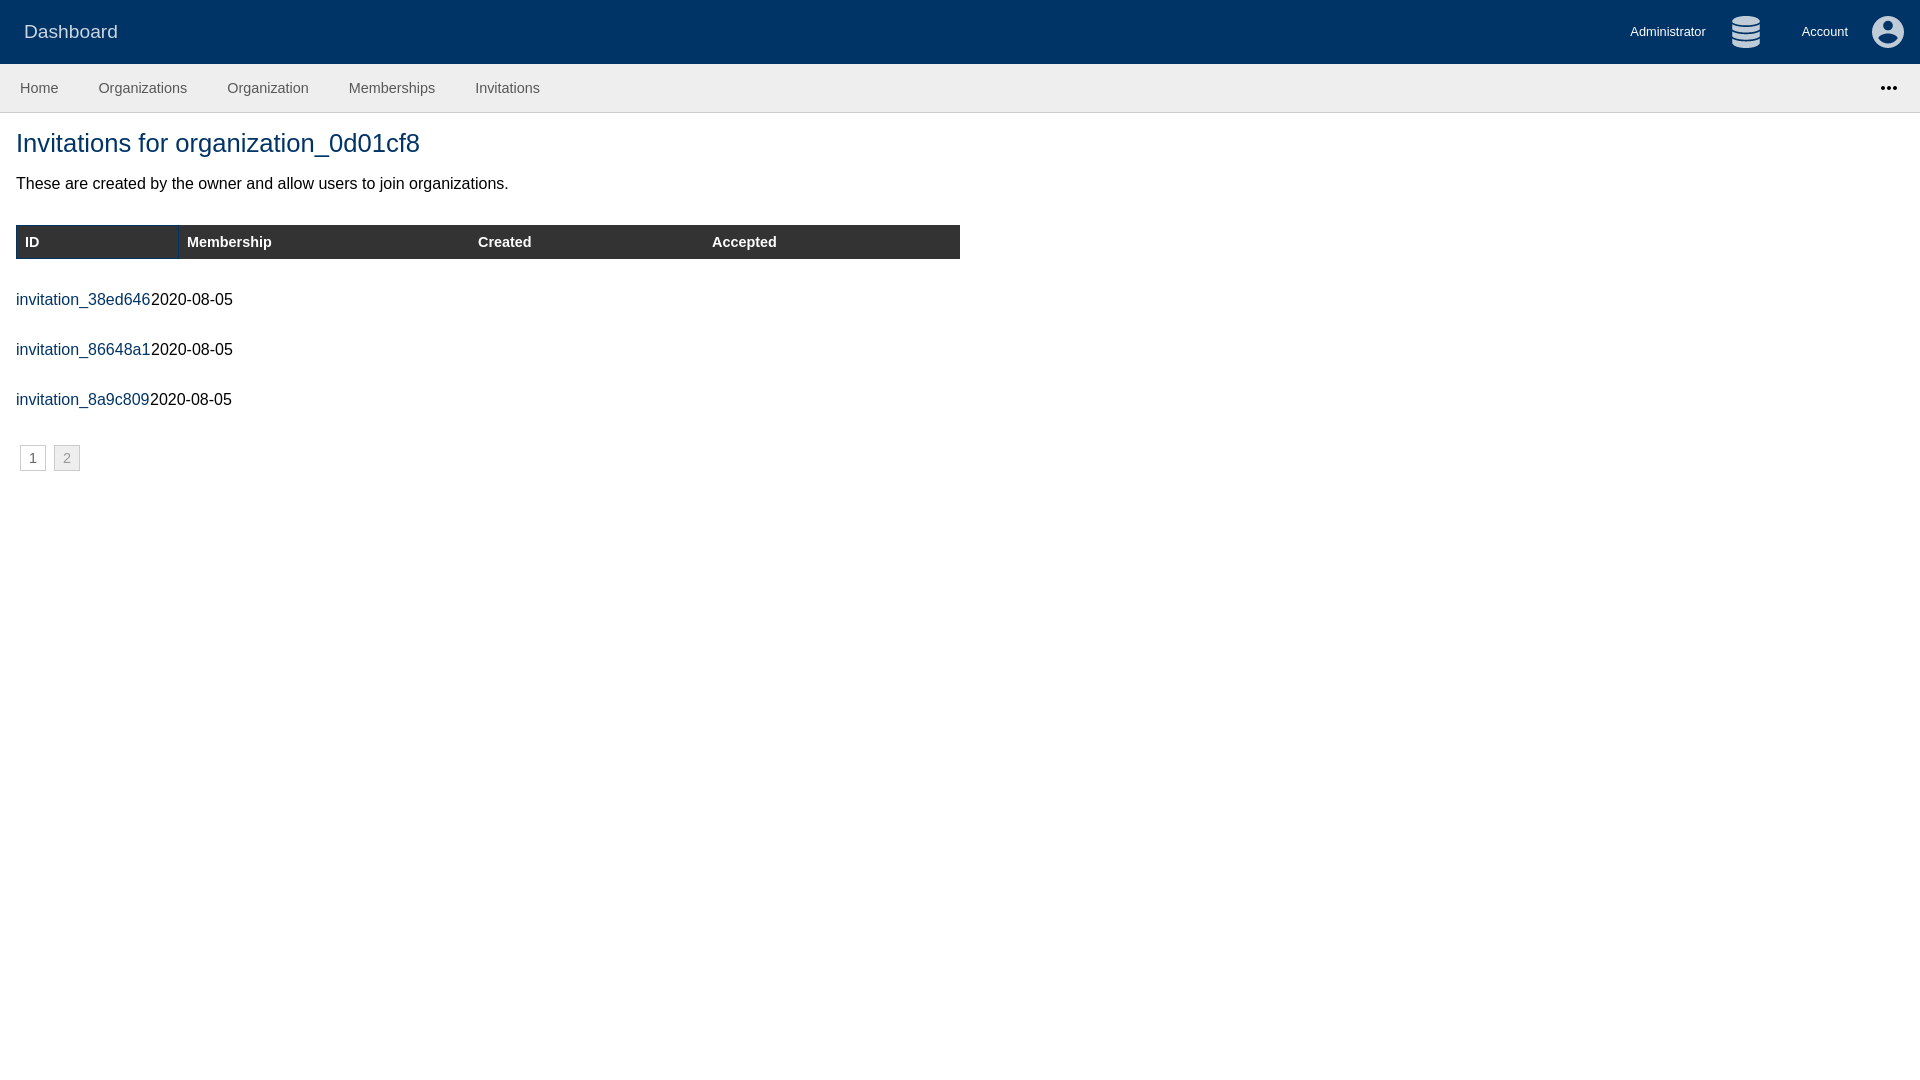 Dashboard
Administrator
Account
Home
Organizations
Organization
Memberships
Invitations
Invitations for organization_0d01cf8
These are created by the owner and allow users to join organizations.
ID Membership Created Accepted
invitation_38ed6462020-08-05
invitation_86648a12020-08-05
invitation_8a9c8092020-08-05
1 2